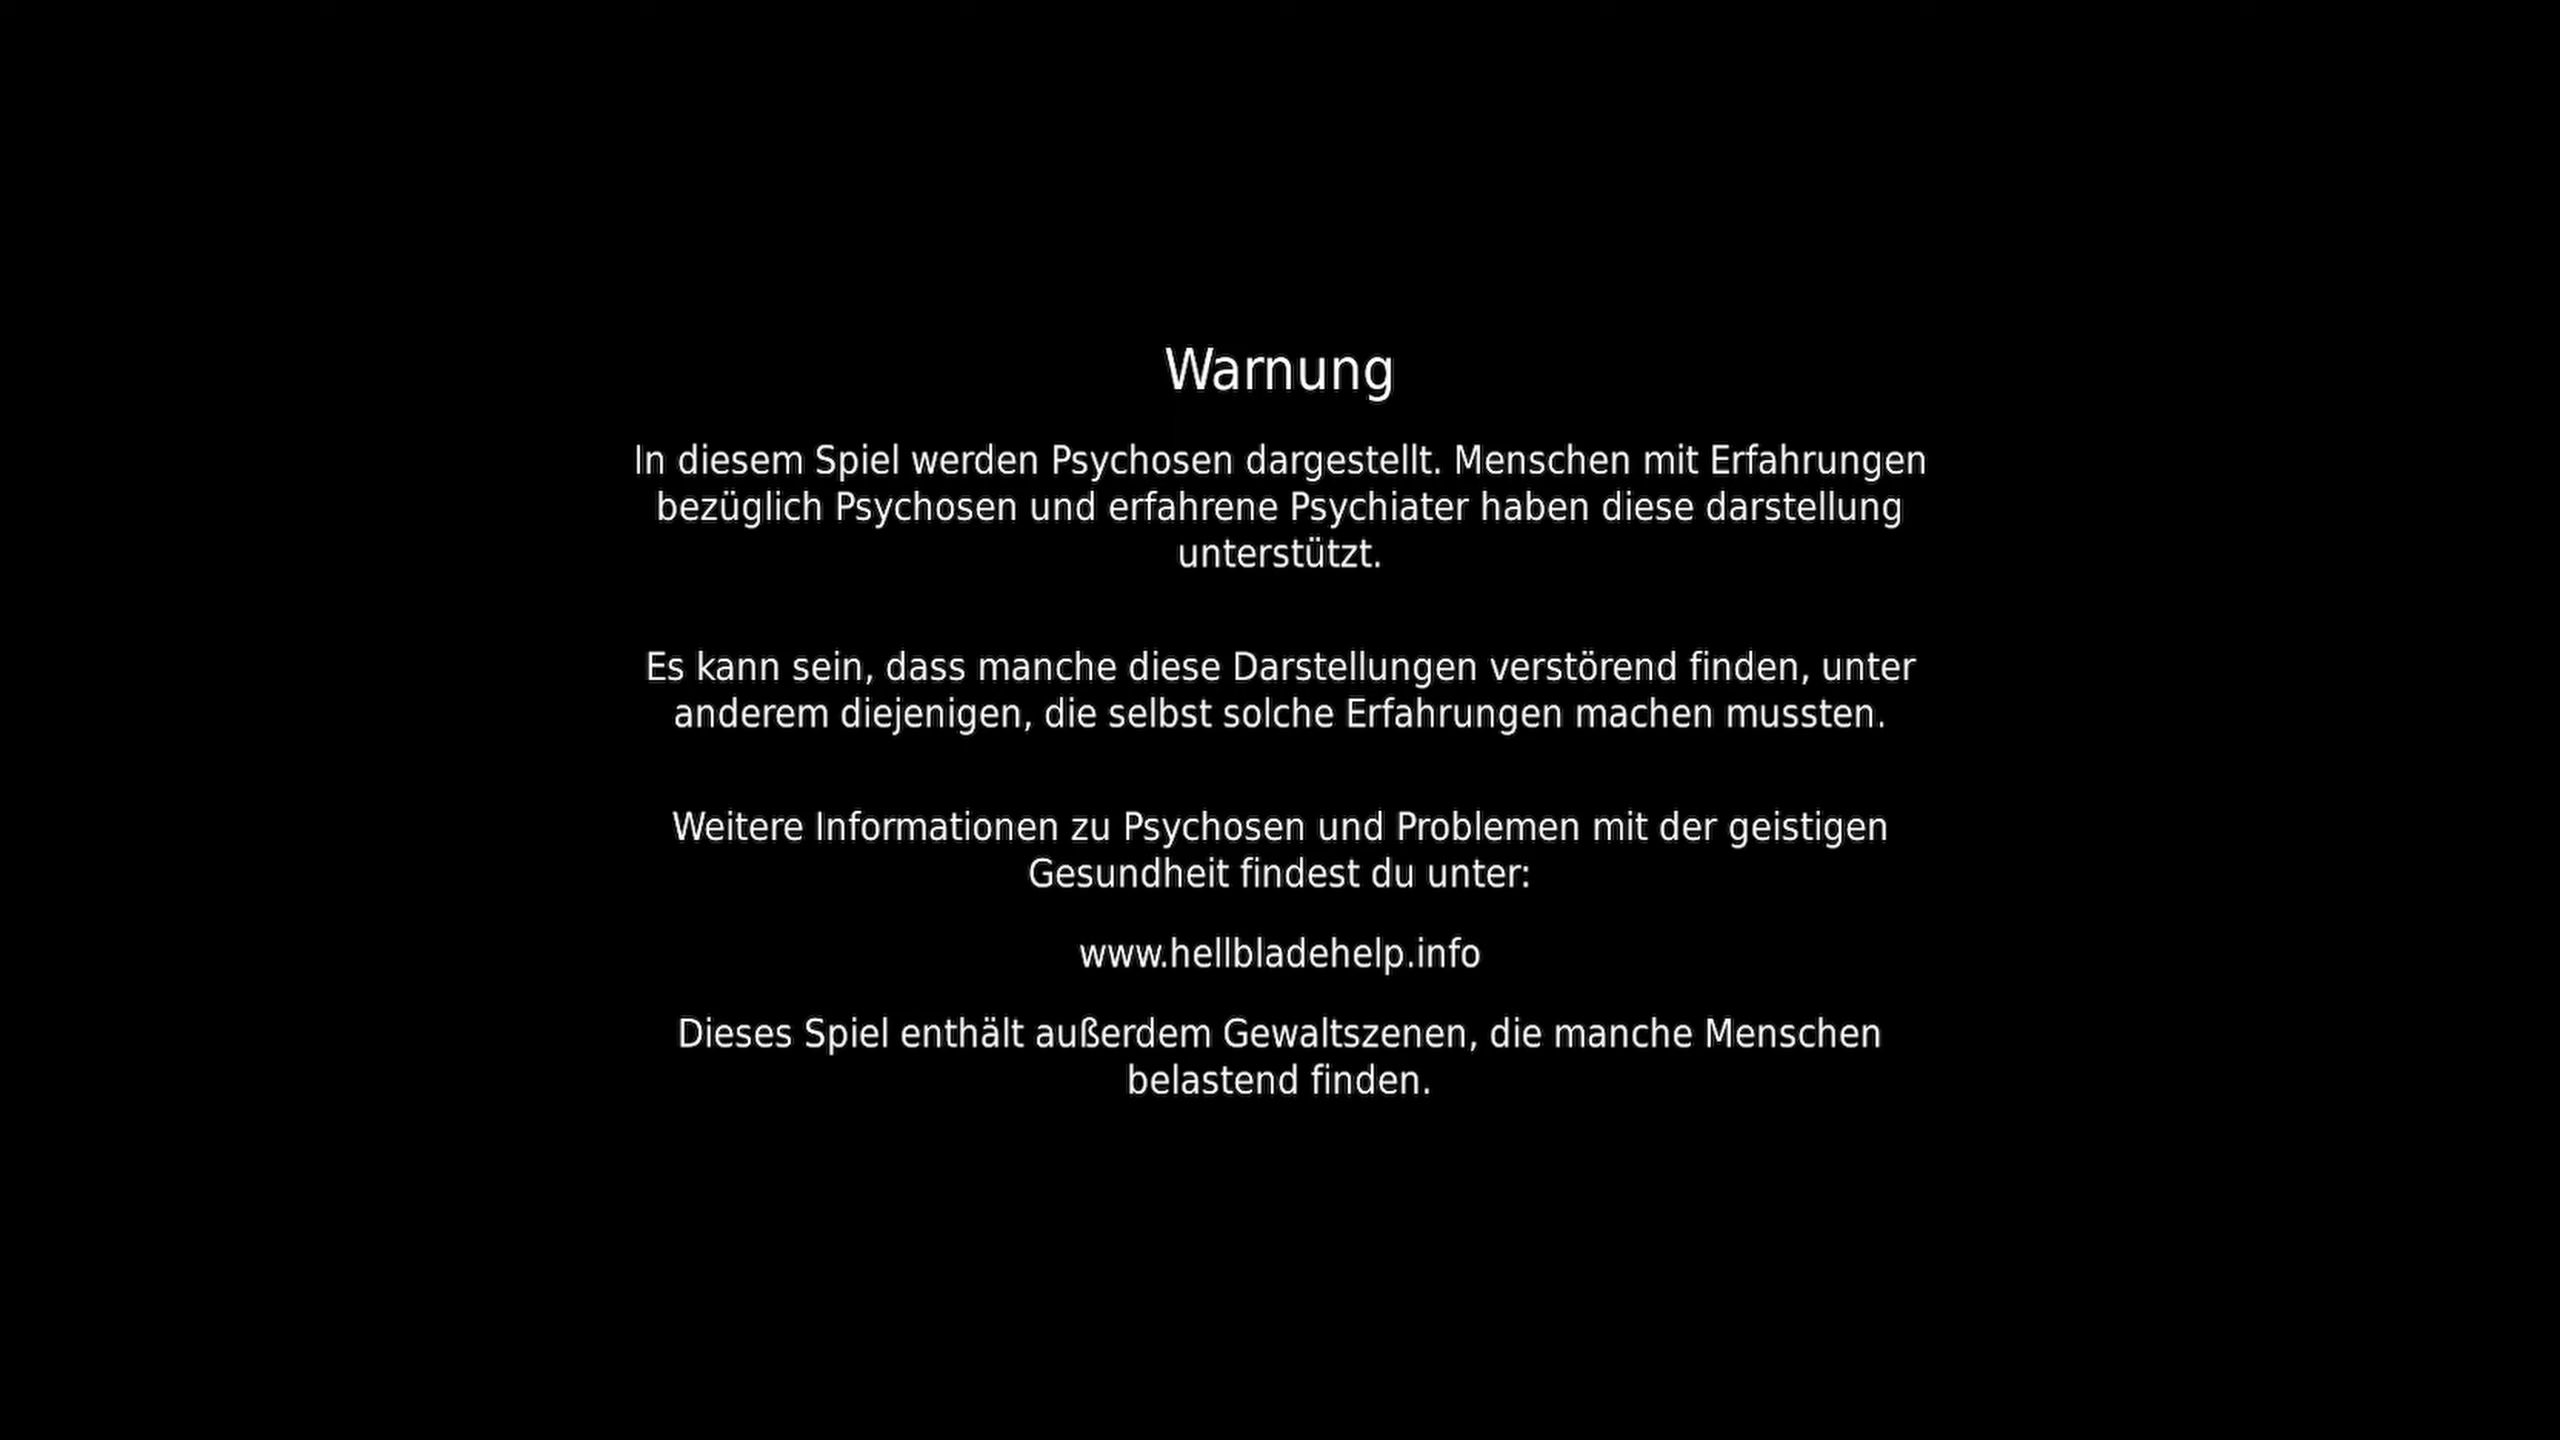 Warnung
In diesem Spiel werden Psychosen dargestellt. Menschen mit Erfahrungen
bezüglich Psychosen und erfahrene Psychiater haben diese darstellung
unterstützt.
Es kann sein, dass manche diese Darstellungen verstörend finden, unter
anderem diejenigen, die selbst solche Erfahrungen machen mussten.
Weitere Informationen zu Psychosen und Problemen mit der geistigen
Gesundheit findest du unter:
www.hellbladehelp.info
Dieses Spiel enthält außerdem Gewaltszenen, die manche Menschen
belastend finden.